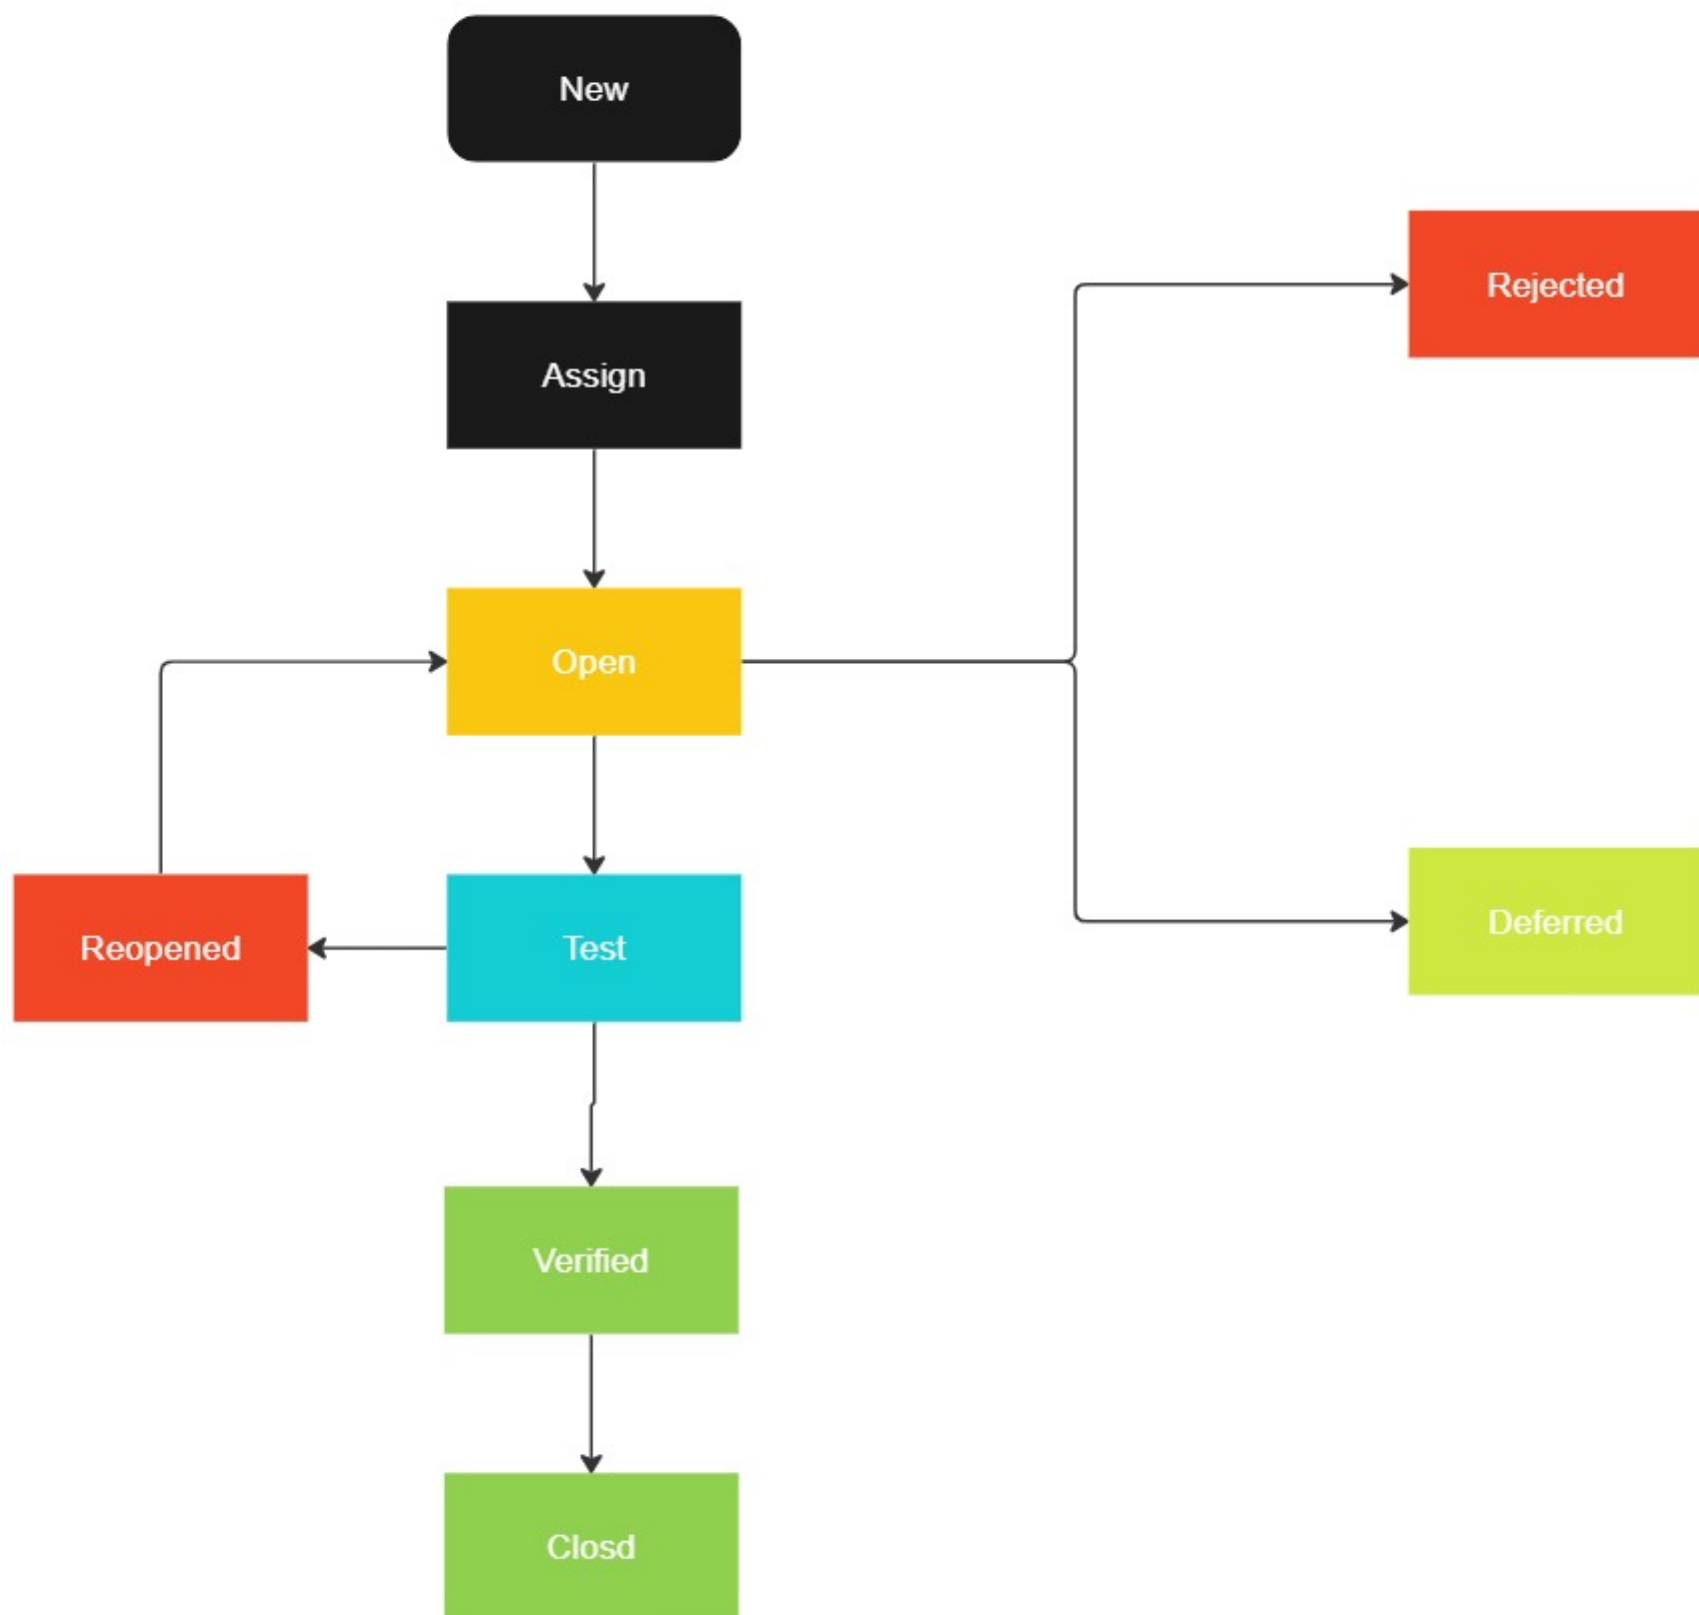 New
Rejected
Assign
Open
Reopened
Test
Deferred
Verified
Closd